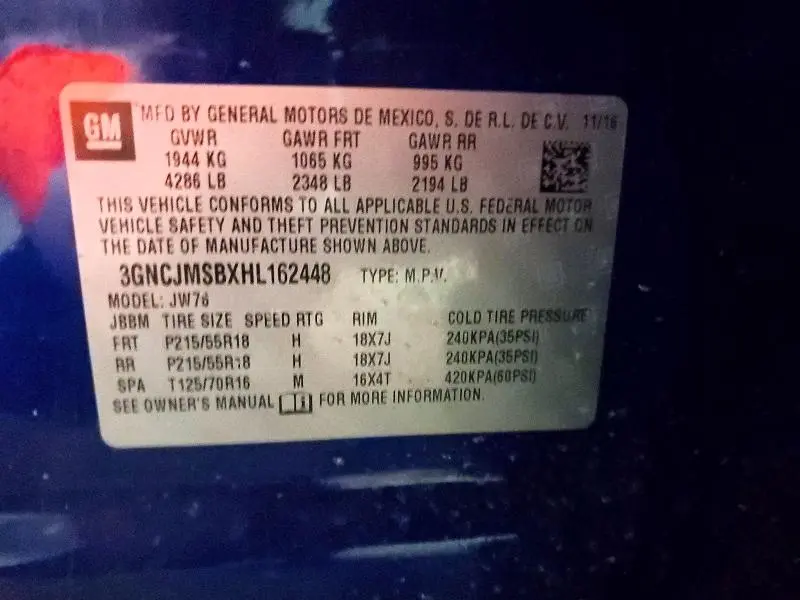 GM
MFD BY GENERAL MOTORS DE MEXICO, S. DE R.L. DE C.V. 11/16
GVWR GAWR FRT GAWR RR
1944 KG 1065 KG 995 KG
4286 LB 2348 LB 2194 LB
THIS VEHICLE CONFORMS TO ALL APPLICABLE U.S. FEDERAL MOTOR
VEHICLE SAFETY AND THEFT PREVENTION STANDARDS IN EFFECT ON
THE DATE OF MANUFACTURE SHOWN ABOVE.
3GNCJMSBXHL162448 TYPE: M.P.V.
MODEL: JW76
JBBM TIRE SIZE SPEED RTG RIM COLD TIRE PRESSURE
FRT P215/55R18 H 18X7J 240KPA(35PSI)
RR P215/55R18 H 18X7J 240KPA(35PSI)
SPA T125/70R16 M 16X4T 420KPA(60PSI)
SEE OWNER'S MANUAL FOR MORE INFORMATION.